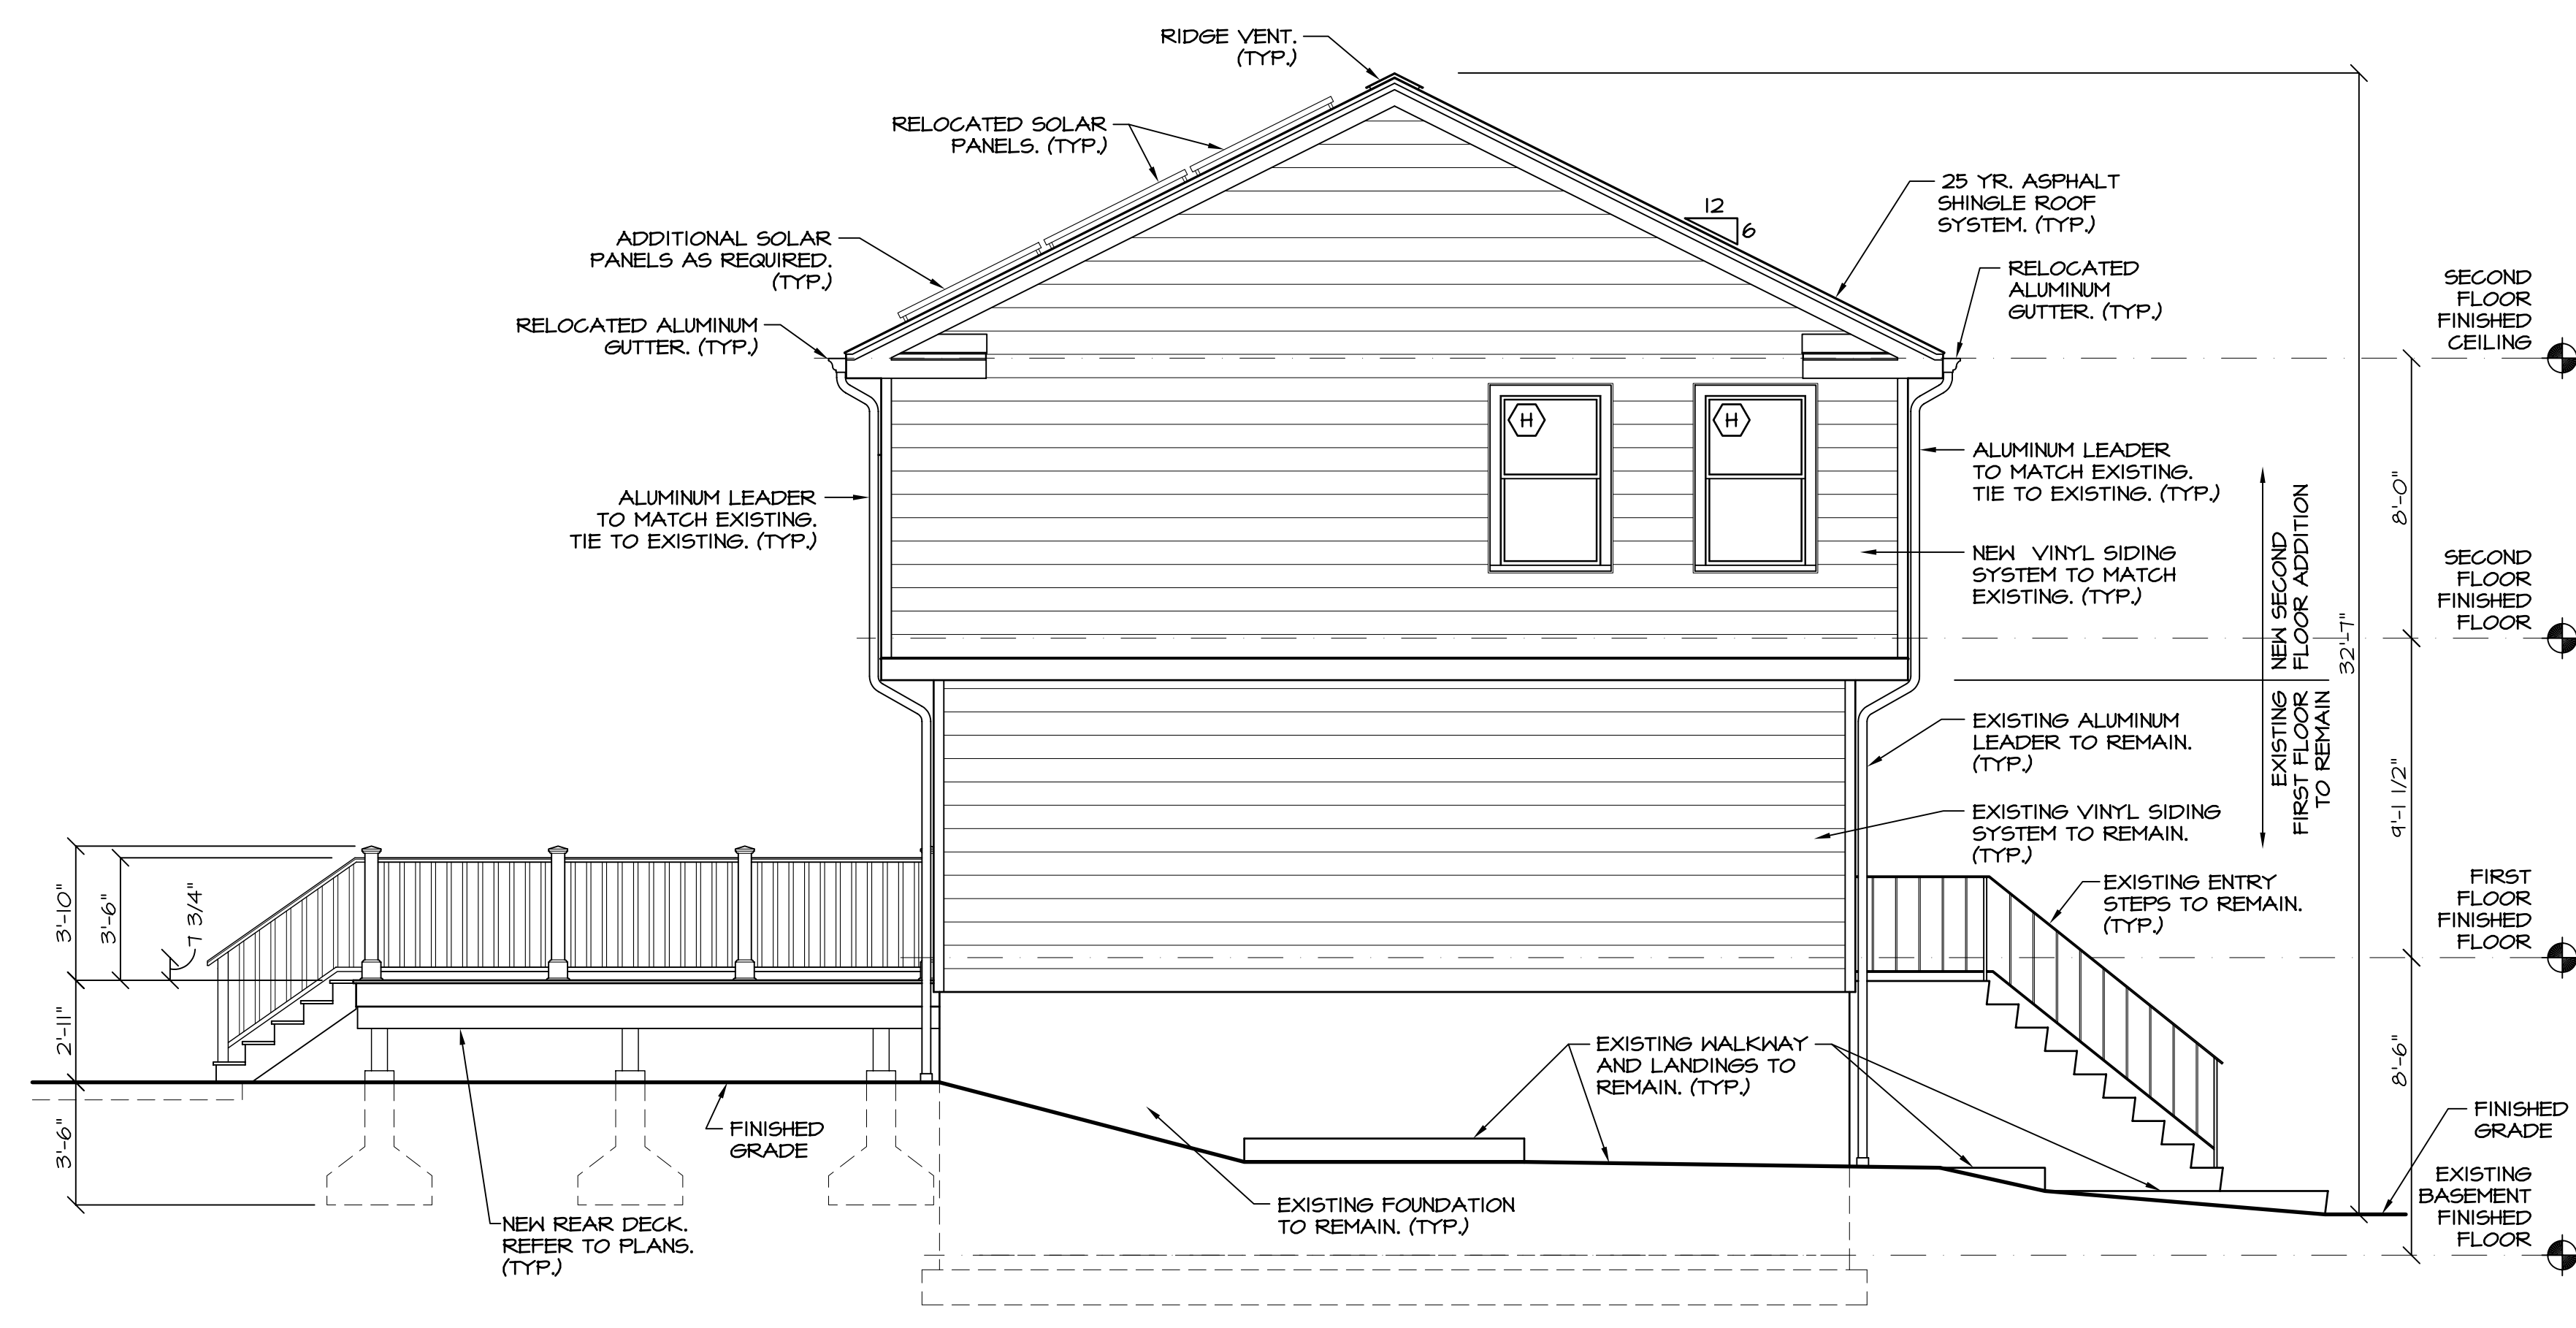 RIDGE VENT.
(TYP.)
RELOCATED SOLAR
PANELS. (TYP.)
ADDITIONAL SOLAR
PANELS AS REQUIRED.
(TYP.)
RELOCATED ALUMINUM
GUTTER. (TYP.)
12
6
25 YR. ASPHALT
SHINGLE ROOF
SYSTEM. (TYP.)
RELOCATED
ALUMINUM
GUTTER. (TYP.)
SECOND
FLOOR
FINISHED
CEILING
H
H
ALUMINUM LEADER
TO MATCH EXISTING.
TIE TO EXISTING. (TYP.)
ALUMINUM LEADER
TO MATCH EXISTING.
TIE TO EXISTING. (TYP.)
NEW VINYL SIDING
SYSTEM TO MATCH
EXISTING. (TYP.)
NEW SECOND
FLOOR ADDITION
8'-0"
32'-7"
SECOND
FLOOR
FINISHED
FLOOR
EXISTING
FIRST FLOOR
TO REMAIN
EXISTING ALUMINUM
LEADER TO REMAIN.
(TYP.)
EXISTING VINYL SIDING
SYSTEM TO REMAIN.
(TYP.)
9'-1 1/2"
EXISTING ENTRY
STEPS TO REMAIN.
(TYP.)
FIRST
FLOOR
FINISHED
FLOOR
3'-10"
3'-6"
7 3/4"
2'-11"
3'-6"
8'-6"
EXISTING WALKWAY
AND LANDINGS TO
REMAIN. (TYP.)
FINISHED
GRADE
FINISHED
GRADE
EXISTING FOUNDATION
TO REMAIN. (TYP.)
NEW REAR DECK.
REFER TO PLANS.
(TYP.)
EXISTING
BASEMENT
FINISHED
FLOOR